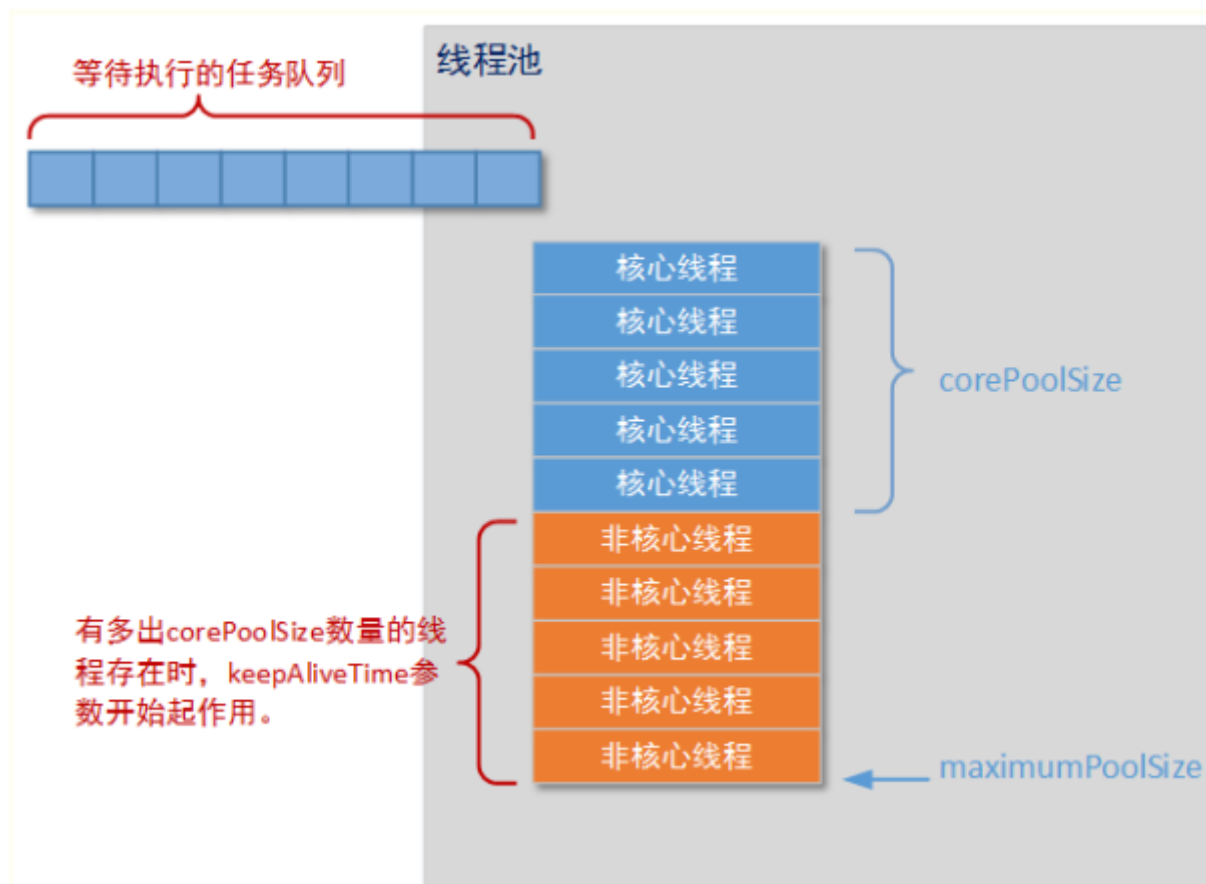 等待执行的任务队列
线程池
核心线程
核心线程
核心线程
核心线程
核心线程
corePoolSize
非核心线程
非核心线程
非核心线程
非核心线程
非核心线程
有多出corePoolSize数量的线
程存在时，keepAliveTime参
数开始起作用。
maximumPoolSize